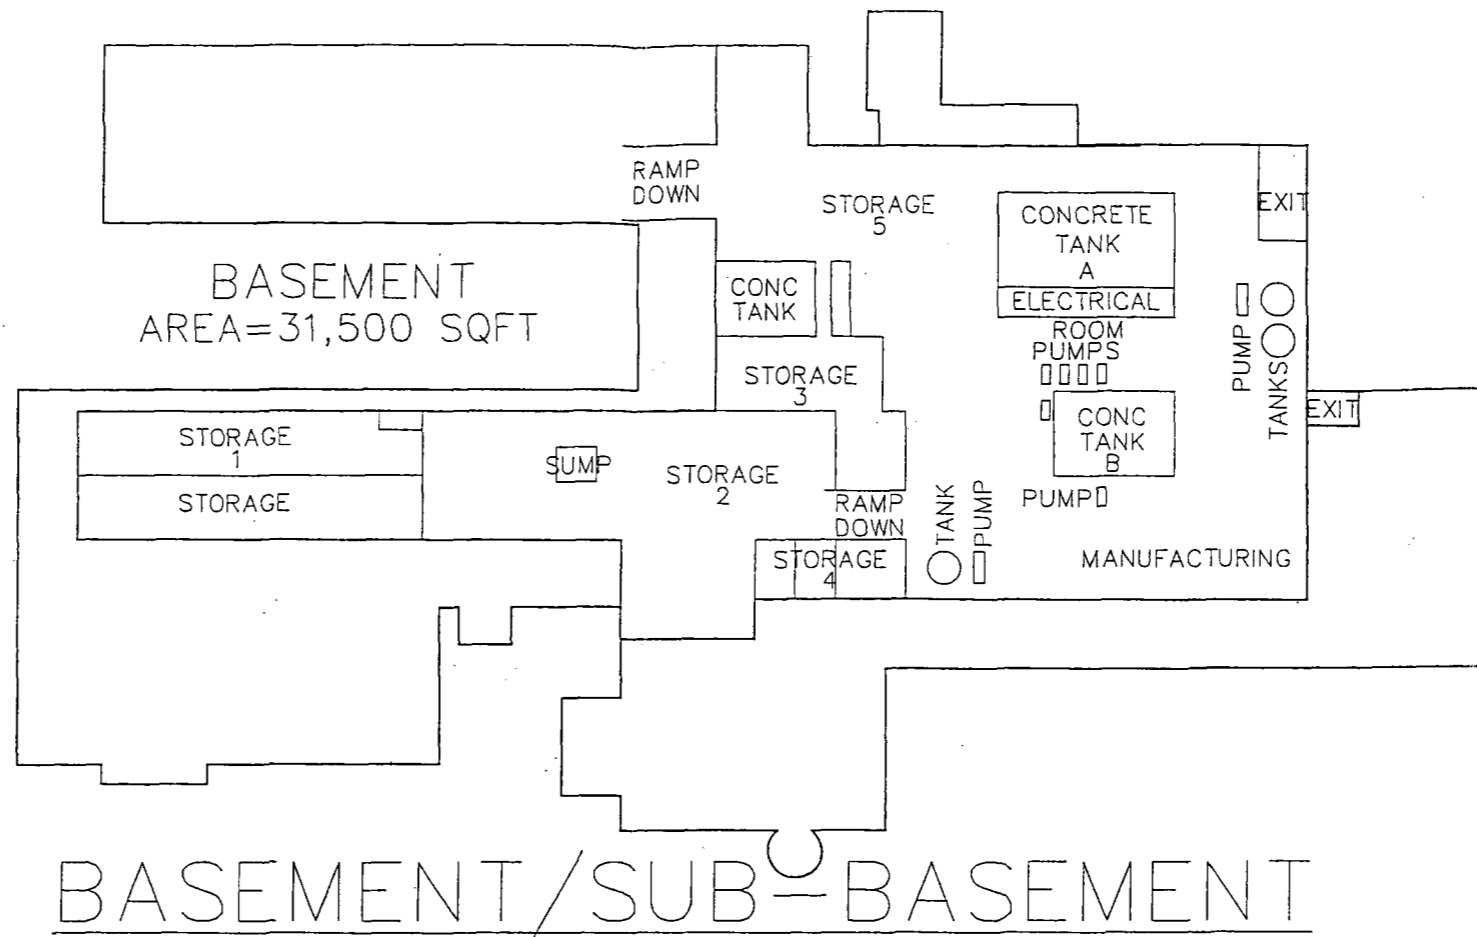 RAMP
DOWN
STORAGE
5
CONCRETE
TANK
A
EXIT
BASEMENT
AREA=31,500 SQFT
CONC
TANK
ELECTRICAL
ROOM
PUMPS
PUMP
TANKS
STORAGE
3
EXIT
STORAGE
1
SUMP
STORAGE
2
CONC
TANK
B
STORAGE
RAMP
DOWN
TANK
PUMP
PUMP
STORAGE
4
MANUFACTURING
BASEMENT/SUB-BASEMENT